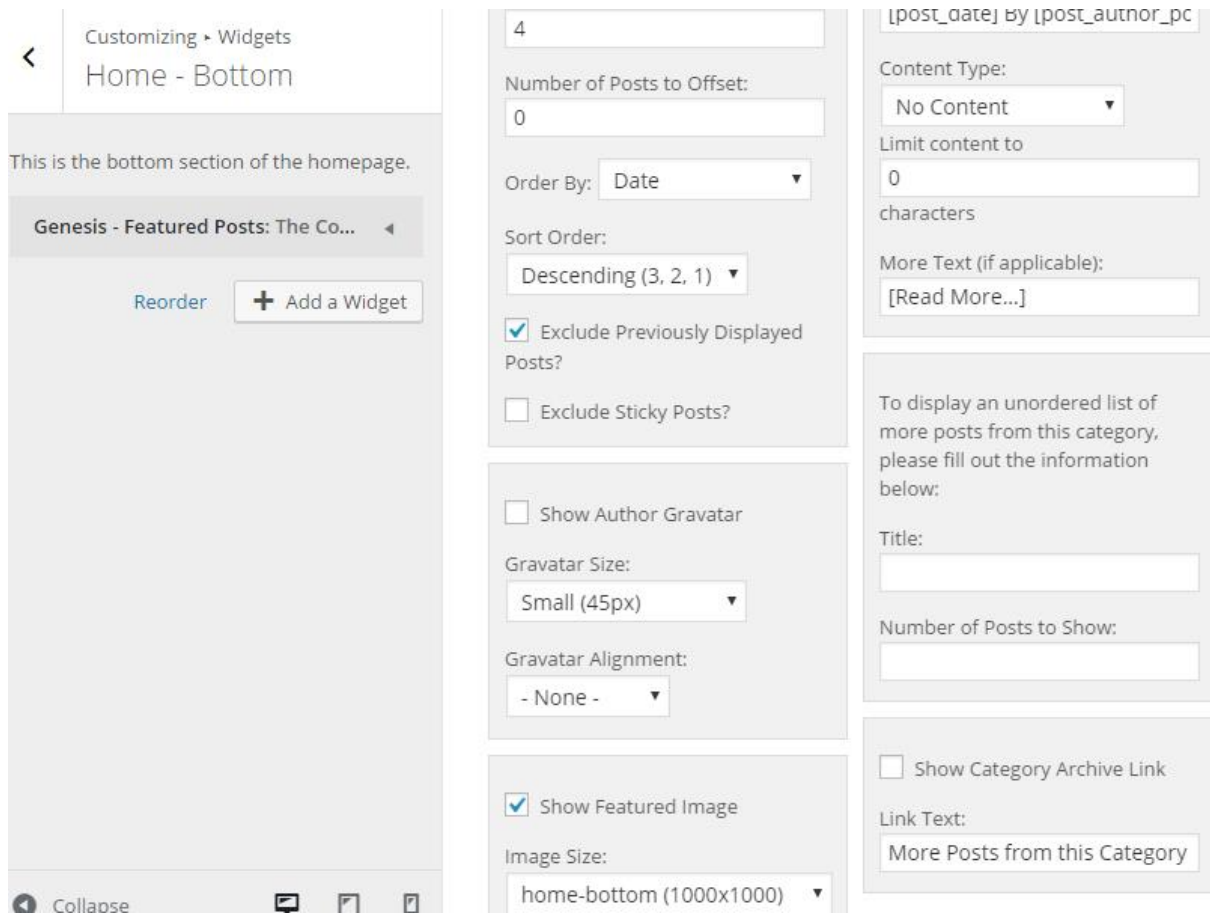 Customizing ▸ Widgets
Home - Bottom
This is the bottom section of the homepage.
Genesis - Featured Posts: The Co...
Reorder
Add a Widget
Collapse
4
Number of Posts to Offset:
0
Order By: Date
Sort Order:
Descending (3, 2, 1)
Exclude Previously Displayed
Posts?
Exclude Sticky Posts?
Show Author Gravatar
Gravatar Size:
Small (45px)
Gravatar Alignment:
- None -
Show Featured Image
Image Size:
home-bottom (1000x1000)
[post_date] By [post_author_po
Content Type:
No Content
Limit content to
0
characters
More Text (if applicable):
[Read More...]
To display an unordered list of
more posts from this category,
please fill out the information
below:
Title:
Number of Posts to Show:
Show Category Archive Link
Link Text:
More Posts from this Category